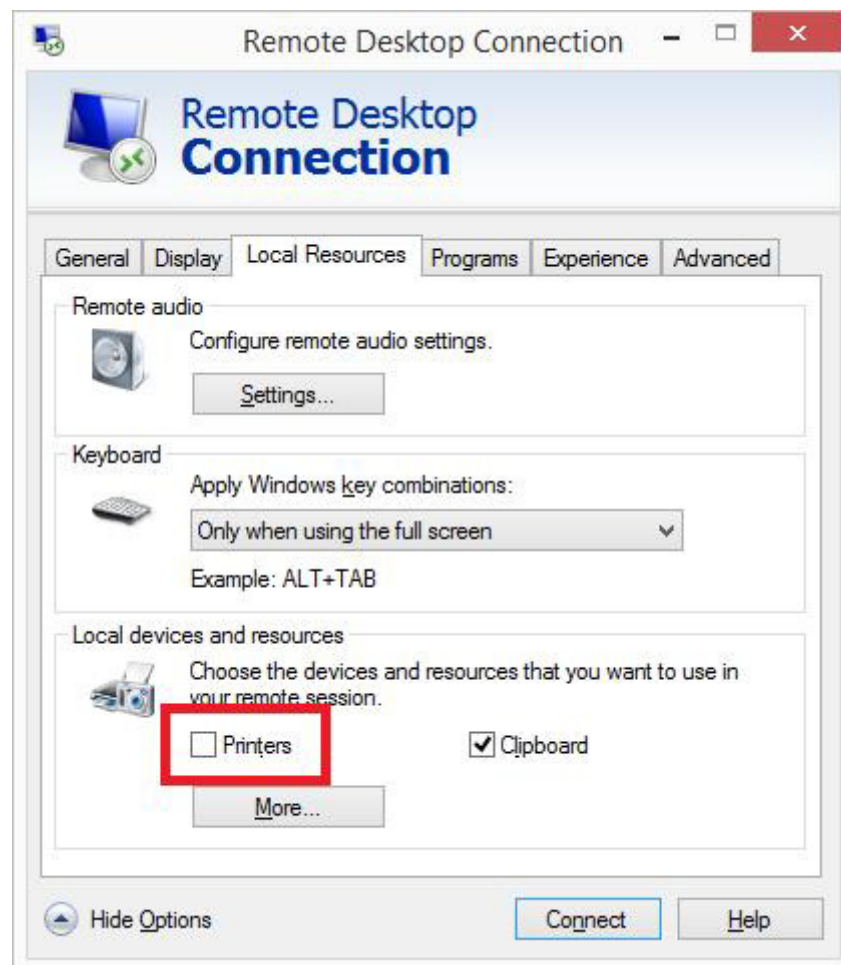 Remote Desktop Connection
Remote Desktop
Connection
General Display Local Resources Programs Experience Advanced
Remote audio
Configure remote audio settings.
Settings...
Keyboard
Apply Windows key combinations:
Only when using the full screen
Example: ALT+TAB
Local devices and resources
Choose the devices and resources that you want to use in
your remote session.
Printers Clipboard
More...
Hide Options Connect Help